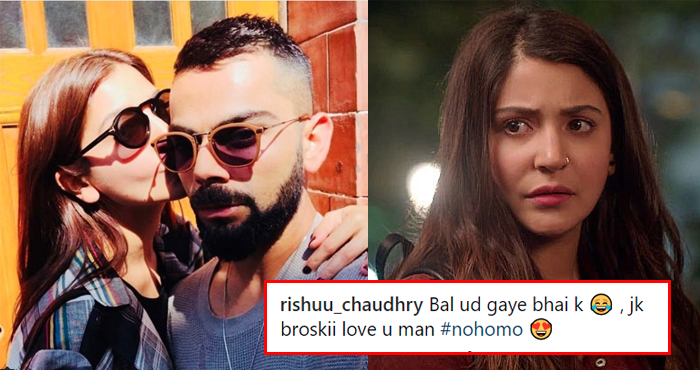 rishuu_chaudhry Bal ud gaye bhai k 😂 , jk
broskii love u man #nohomo 😍